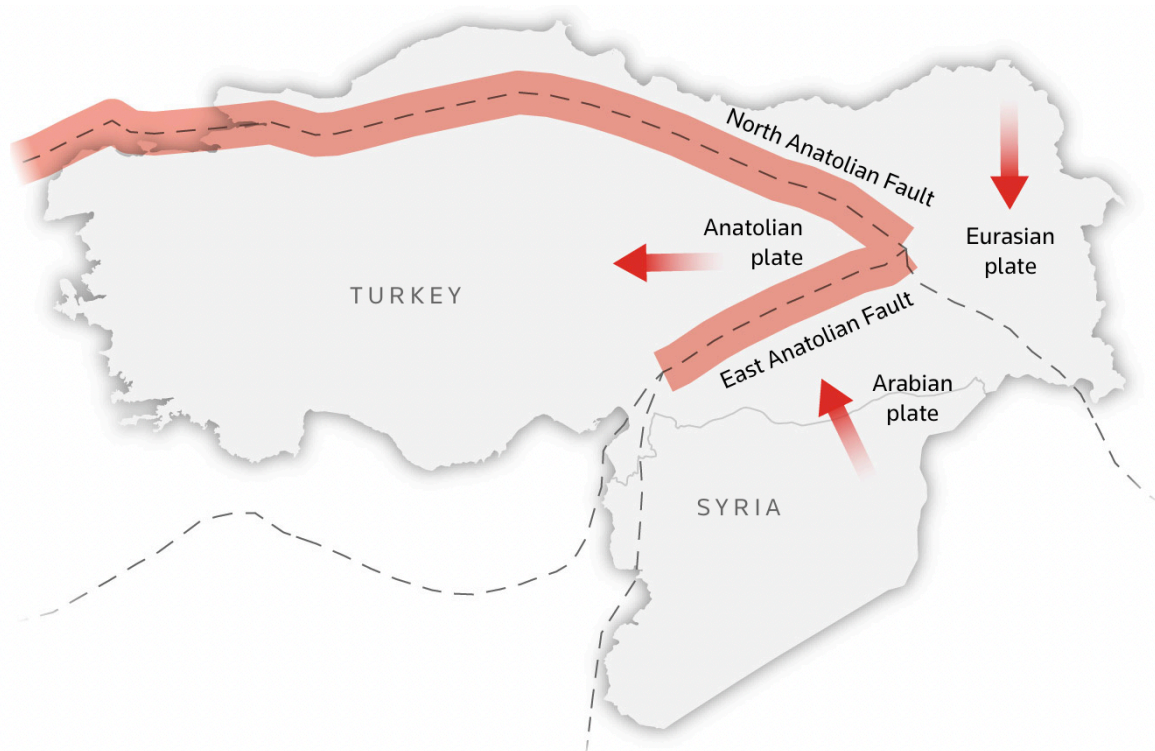 North Anatolian Fault
Anatolian
plate
Eurasian
plate
TURKEY
East Anatolian Fault
Arabian
plate
SYRIA